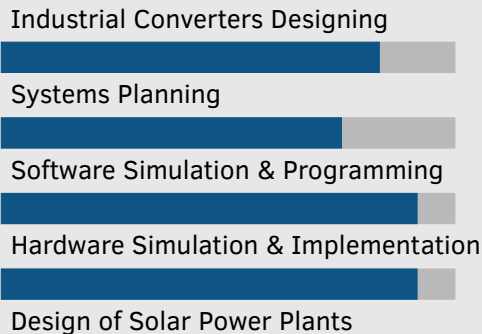 Industrial Converters Designing
Systems Planning
Software Simulation & Programming
Hardware Simulation & Implementation
Design of Solar Power Plants